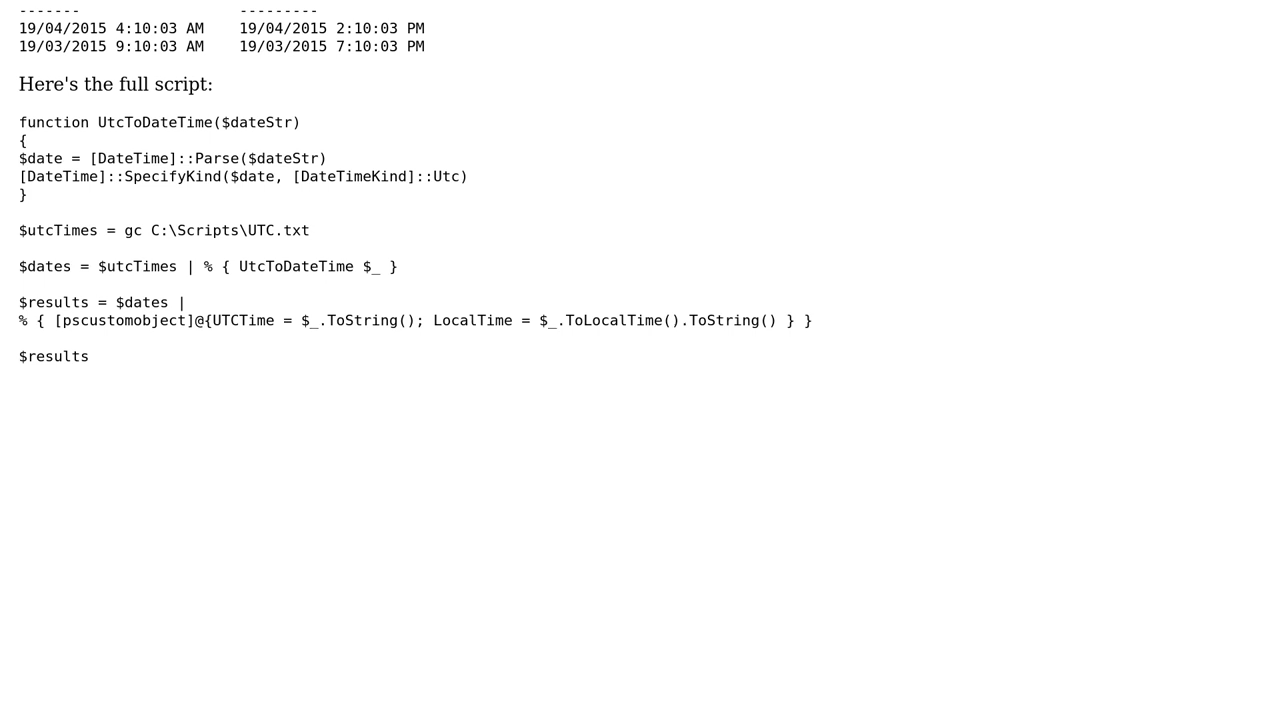 -------                  ---------
19/04/2015 4:10:03 AM    19/04/2015 2:10:03 PM
19/03/2015 9:10:03 AM    19/03/2015 7:10:03 PM
Here's the full script:
function UtcToDateTime($dateStr)
{
$date = [DateTime]::Parse($dateStr)
[DateTime]::SpecifyKind($date, [DateTimeKind]::Utc)
}
$utcTimes = gc C:\Scripts\UTC.txt
$dates = $utcTimes | % { UtcToDateTime $_ }
$results = $dates |
% { [pscustomobject]@{UTCTime = $_.ToString(); LocalTime = $_.ToLocalTime().ToString() } }
$results